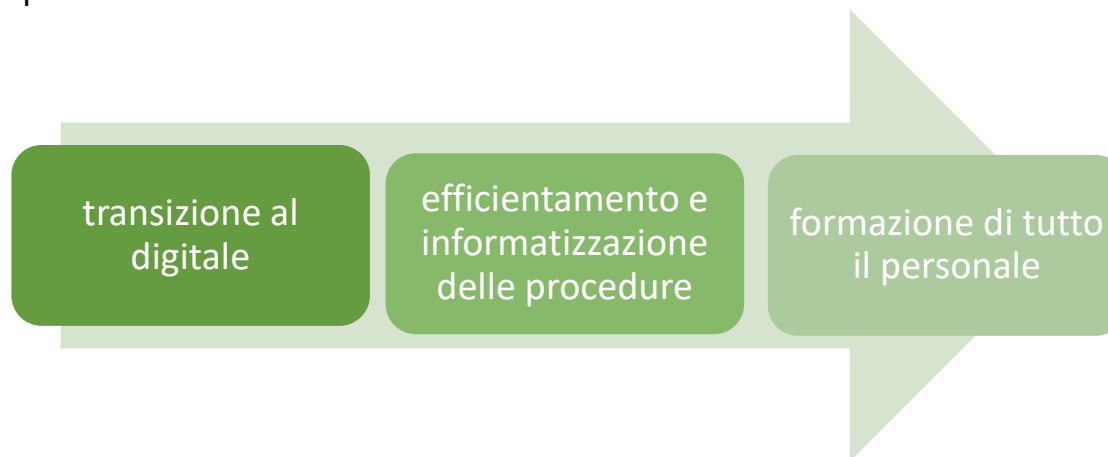 transizione al
digitale
efficientamento e
informatizzazione
delle procedure
formazione di tutto
il personale